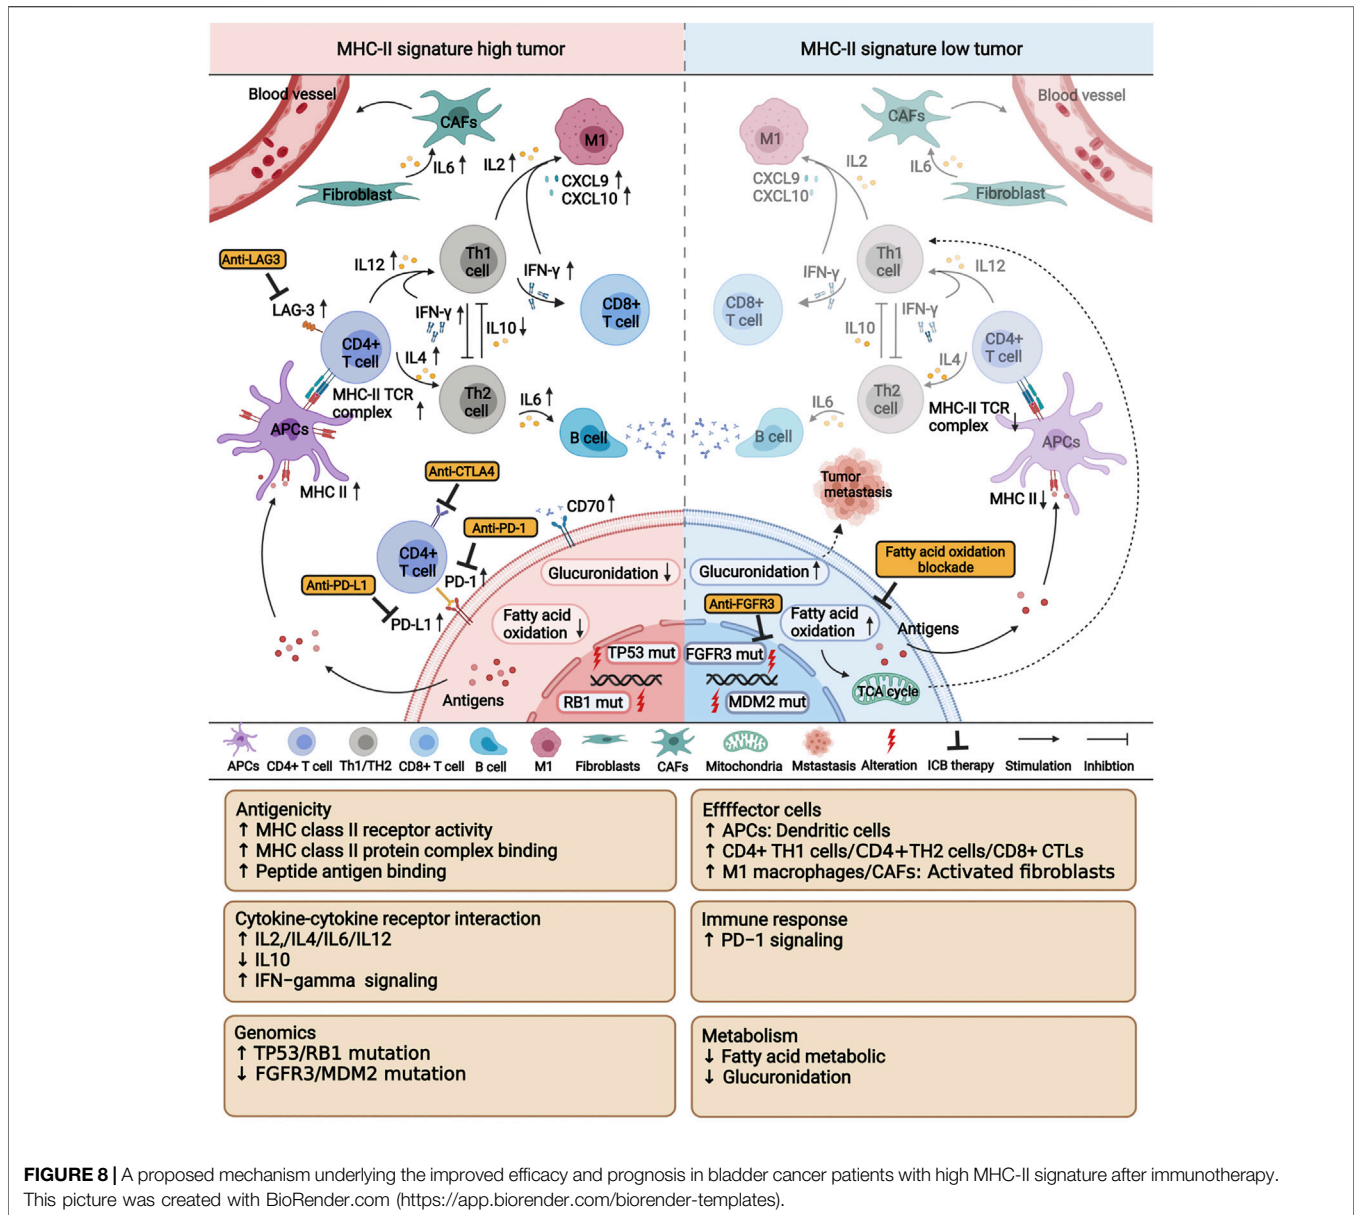 MHC-II signature high tumor
MHC-II signature low tumor
Blood vessel
CAFs
IL6 ↑
Fibroblast
IL2 ↑
M1
CXCL9 ↑
CXCL10 ↑
Anti-LAG3
LAG-3 ↑
IL12 ↑
Th1
cell
IFN-γ ↑
IFN-γ ↑
CD8+
T cell
IL10 ↓
CD4+
T cell
IL4 ↑
MHC-II TCR
complex ↑
Th2
cell
IL6 ↑
B cell
APCs
MHC II ↑
Anti-CTLA4
Anti-PD-1
CD4+
T cell
PD-1 ↑
Anti-PD-L1
PD-L1 ↑
CD70 ↑
Glucuronidation ↓
Fatty acid
oxidation ↓
Antigens
TP53 mut
RB1 mut
M1
CXCL9
CXCL10
IL2
CAFs
IL6
Blood vessel
Fibroblast
Th1
cell
IL12
IFN-γ
CD8+
T cell
IL10
IFN-γ
CD4+
T cell
IL4
Th2
cell
IL6
B cell
MHC-II TCR
complex ↓
APCs
MHC II ↓
Tumor
metastasis
Glucuronidation ↑
Fatty acid oxidation
blockade
Anti-FGFR3
Fatty acid
oxidation ↑
Antigens
FGFR3 mut
MDM2 mut
TCA cycle
APCs CD4+ T cell Th1/TH2 CD8+ T cell B cell M1 Fibroblasts CAFs Mitochondria Mstastasis Alteration ICB therapy Stimulation Inhibtion
Antigenicity
↑ MHC class II receptor activity
↑ MHC class II protein complex binding
↑ Peptide antigen binding
Effffector cells
↑ APCs: Dendritic cells
↑ CD4+ TH1 cells/CD4+TH2 cells/CD8+ CTLs
↑ M1 macrophages/CAFs: Activated fibroblasts
Cytokine-cytokine receptor interaction
↑ IL2,/IL4/IL6/IL12
↓ IL10
↑ IFN-gamma signaling
Immune response
↑ PD-1 signaling
Genomics
↑ TP53/RB1 mutation
↓ FGFR3/MDM2 mutation
Metabolism
↓ Fatty acid metabolic
↓ Glucuronidation
FIGURE 8 | A proposed mechanism underlying the improved efficacy and prognosis in bladder cancer patients with high MHC-II signature after immunotherapy.
This picture was created with BioRender.com (https://app.biorender.com/biorender-templates).